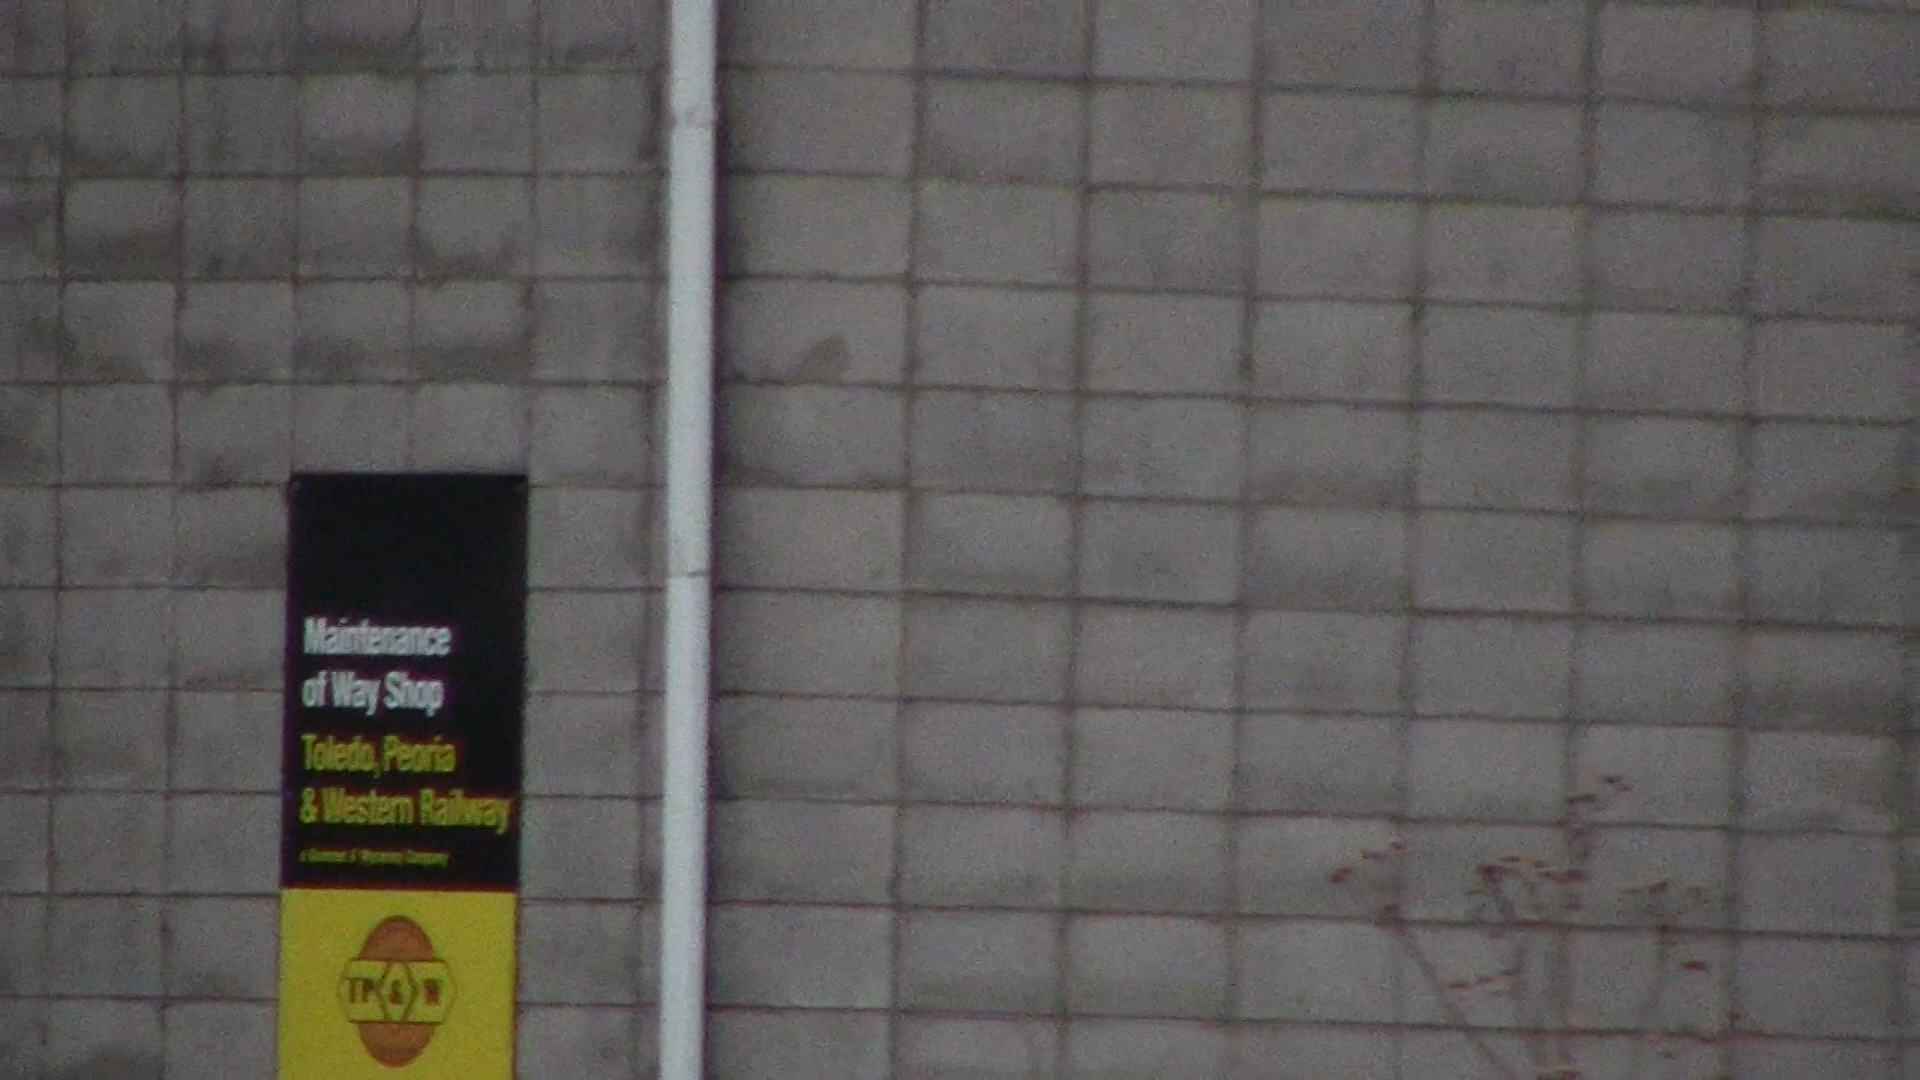 Maintenance
of Way Shop
Toledo, Peoria
& Western Railway
TP&W